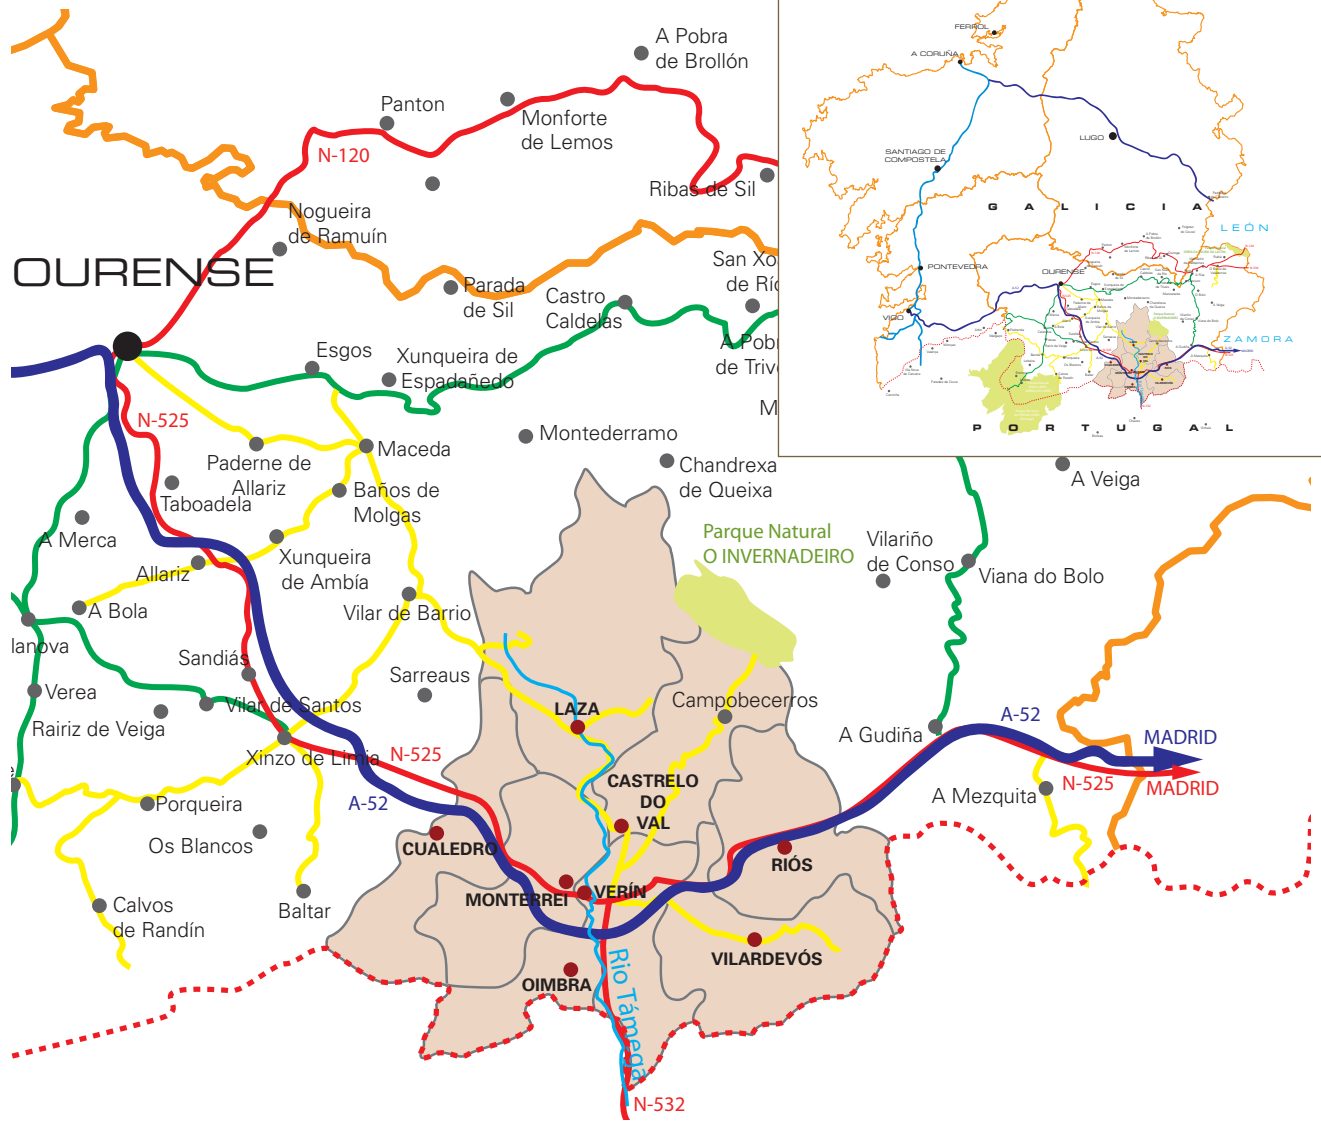 A Pobra
de Brollón
Panton
Monforte
de Lemos
N-120
Ribas de Sil
Nogueira
de Ramuín
OURENSE
Parada
de Sil
Castro
Caldelas
San Xo
de Río
A Pobr
de Trive
M
Esgos
Xunqueira de
Espadañedo
N-525
Maceda
Montederramo
Chandrexa
de Queixa
Paderne de
Allariz
Taboadela
Baños de
Molgas
A Merca
Xunqueira
de Ambía
Allariz
A Bola
Vilar de Barrio
lanova
Sandiás
Verea
Sarreaus
Rairiz de Veiga
Vilar de Santos
Xinzo de Limia
N-525
A-52
Porqueira
Os Blancos
Calvos
de Randín
Baltar
Parque Natural
O INVERNADEIRO
Vilariño
de Conso
Viana do Bolo
A Veiga
Campobecerros
LAZA
CASTRELO
DO
VAL
CUALEDRO
MONTERREI
VERÍN
RIÓS
VILARDEVÓS
OIMBRA
Rio Támega
N-532
A Gudiña
A-52
MADRID
N-525
MADRID
A Mezquita
FERROL
A CORUÑA
LUGO
SANTIAGO DE
COMPOSTELA
GALICIA
LEÓN
PONTEVEDRA
OURENSE
VIGO
ZAMORA
PORTUGAL